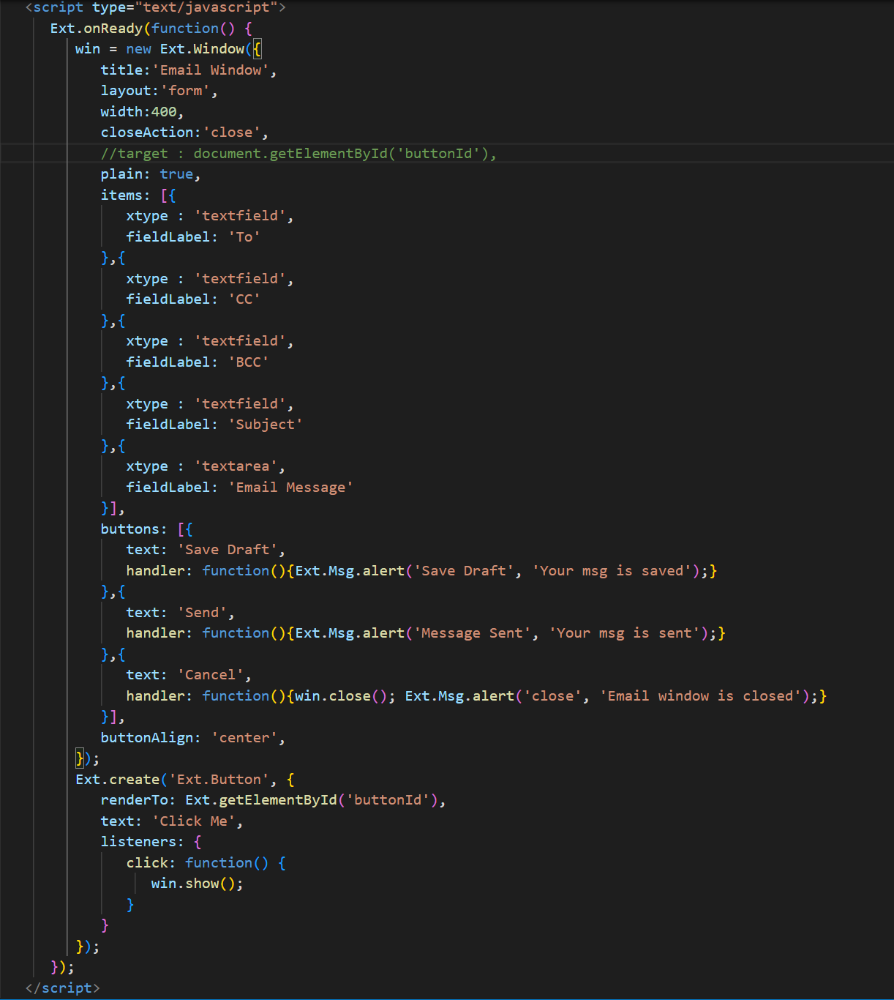 <script type="text/javascript">
Ext.onReady(function() {
win = new Ext.Window({
title:'Email Window',
layout:'form',
width:400,
closeAction:'close',
//target : document.getElementById('buttonId'),
plain: true,
items: [{
xtype : 'textfield',
fieldLabel: 'To'
},{
xtype : 'textfield',
fieldLabel: 'CC'
},{
xtype : 'textfield',
fieldLabel: 'BCC'
},{
xtype : 'textfield',
fieldLabel: 'Subject'
},{
xtype : 'textarea',
fieldLabel: 'Email Message'
}],
buttons: [{
text: 'Save Draft',
handler: function(){Ext.Msg.alert('Save Draft', 'Your msg is saved');}
},{
text: 'Send',
handler: function(){Ext.Msg.alert('Message Sent', 'Your msg is sent');}
},{
text: 'Cancel',
handler: function(){win.close(); Ext.Msg.alert('close', 'Email window is closed');}
}],
buttonAlign: 'center',
});
Ext.create('Ext.Button', {
renderTo: Ext.getElementById('buttonId'),
text: 'Click Me',
listeners: {
click: function() {
win.show();
}
}
});
});
</script>